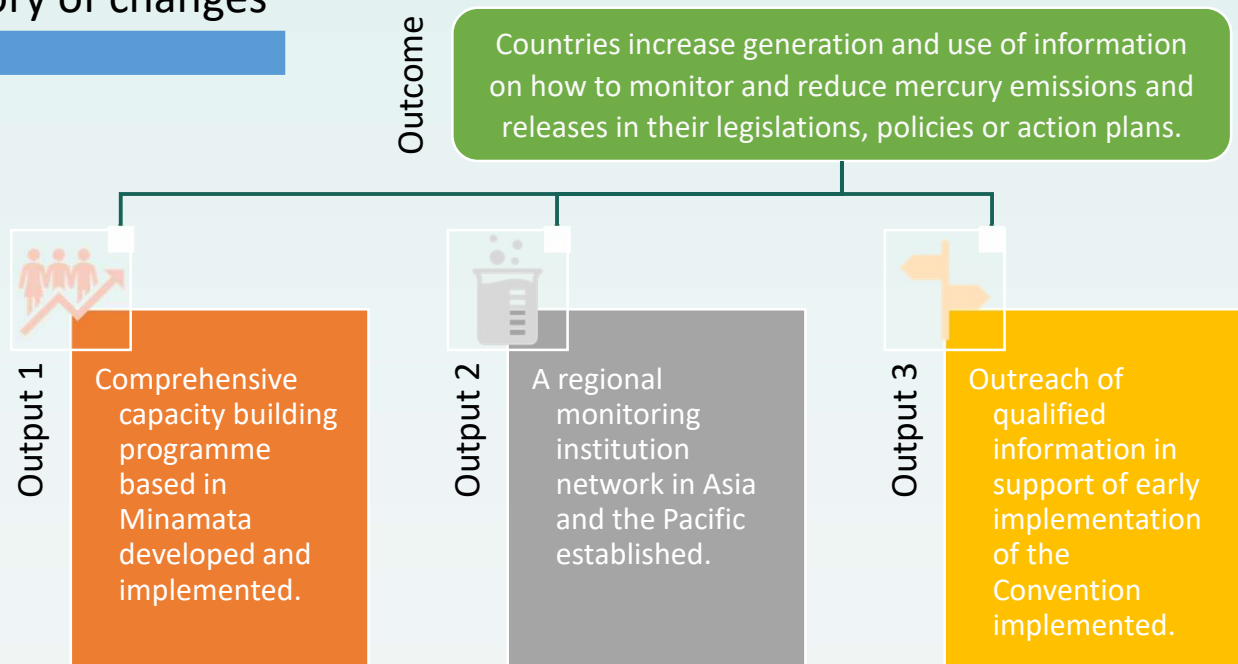 ory of changes
Outcome
Countries increase generation and use of information
on how to monitor and reduce mercury emissions and
releases in their legislations, policies or action plans.
Output 1
Comprehensive
capacity building
programme
based in
Minamata
developed and
implemented.
Output 2
A regional
monitoring
institution
network in Asia
and the Pacific
established.
Output 3
Outreach of
qualified
information in
support of early
implementation
of the
Convention
implemented.